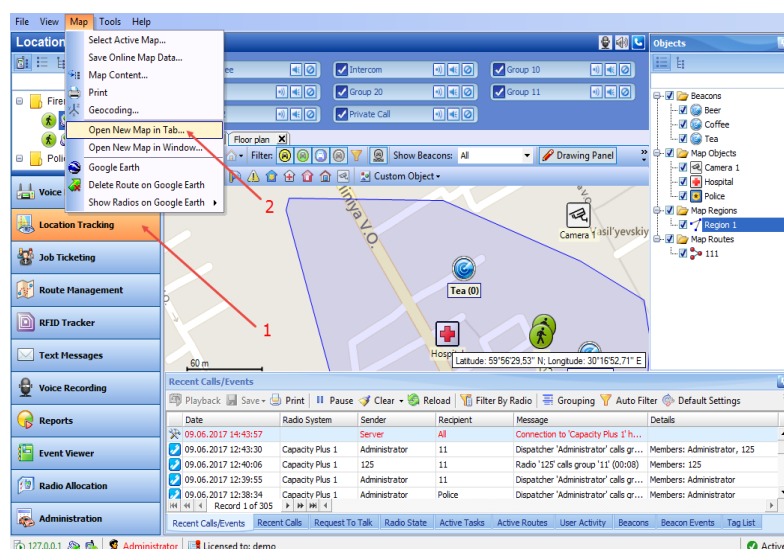 File View Map Tools Help
Location
Objects
Select Active Map...
Save Online Map Data...
Map Content...
Print
Geocoding...
Open New Map in Tab...
Open New Map in Window...
Google Earth
Delete Route on Google Earth
Show Radios on Google Earth
Intercom Group 10
Group 20 Group 11
Private Call
Floor plan X
Filter: Show Beacons: All Drawing Panel
Custom Object
2
Voice
Location Tracking
Job Ticketing
Route Management
RFID Tracker
Text Messages
Voice Recording
Reports
Event Viewer
Radio Allocation
Administration
1
Beacons
Beer
Coffee
Tea
Map Objects
Camera 1
Hospital
Police
Map Regions
Region 1
Map Routes
111
liniya V.O.
Camera 1
Tea (0)
60 m
Latitude: 59°56'29,53" N; Longitude: 30°16'52,71" E
Recent Calls/Events
Playback Save Print Pause Clear Reload Filter By Radio Grouping Auto Filter Default Settings
Date Radio System Sender Recipient Message Details
09.06.2017 14:43:57 Server All Connection to 'Capacity Plus 1' h...
09.06.2017 12:43:30 Capacity Plus 1 Administrator 11 Dispatcher 'Administrator' calls gr... Members: Administrator, 125
09.06.2017 12:40:06 Capacity Plus 1 125 11 Radio '125' calls group '11' (00:08) Members: 125
09.06.2017 12:39:55 Capacity Plus 1 Administrator 11 Dispatcher 'Administrator' calls gr... Members: Administrator
09.06.2017 12:38:34 Capacity Plus 1 Administrator Police Dispatcher 'Administrator' calls gr... Members: Administrator
Record 1 of 305
Recent Calls/Events Recent Calls Request To Talk Radio State Active Tasks Active Routes User Activity Beacons Beacon Events Tag List
127.0.0.1 Administrator Licensed to: demo Active